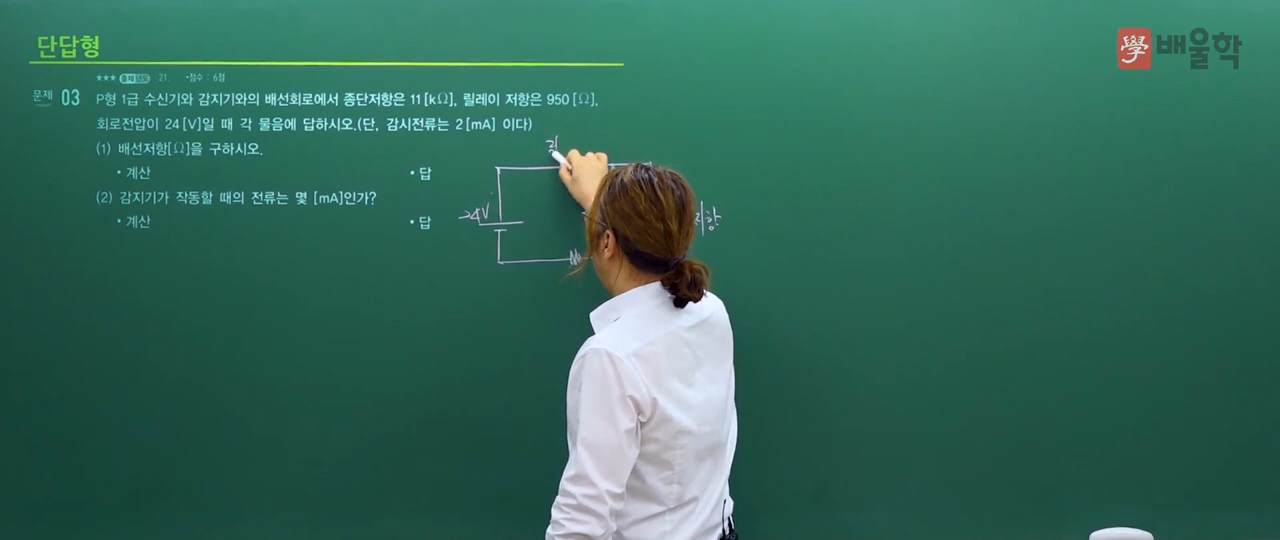 단답형
學 배울학
★★★ 출제년도 21. •점수 : 6점
문제 03 P형 1급 수신기와 감지기와의 배선회로에서 종단저항은 11[kΩ], 릴레이 저항은 950[Ω],
회로전압이 24[V]일 때 각 물음에 답하시오.(단, 감시전류는 2[mA] 이다)
(1) 배선저항[Ω]을 구하시오.
• 계산 • 답
(2) 감지기가 작동할 때의 전류는 몇 [mA]인가?
• 계산 • 답
24V
저항